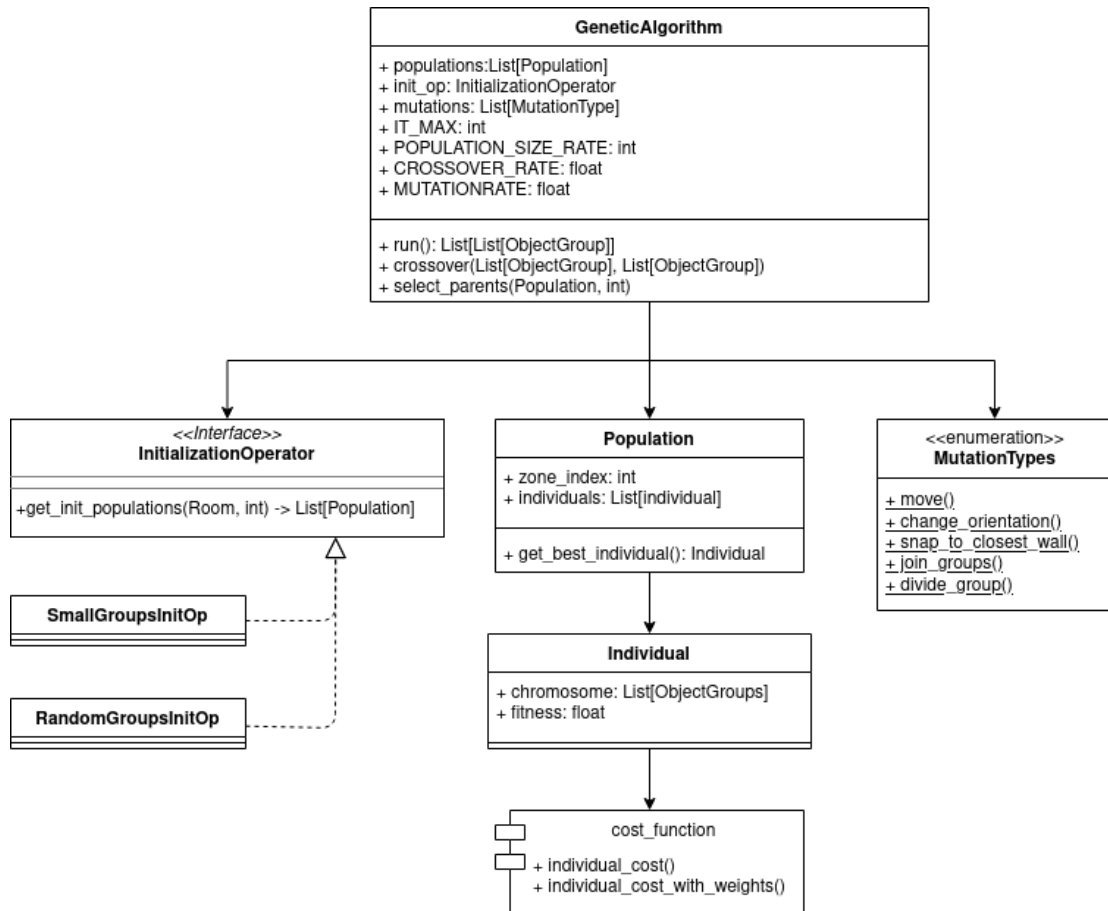 GeneticAlgorithm
+ populations:List[Population]
+ init_op: InitializationOperator
+ mutations: List[MutationType]
+ IT_MAX: int
+ POPULATION_SIZE_RATE: int
+ CROSSOVER_RATE: float
+ MUTATIONRATE: float
+ run(): List[List[ObjectGroup]]
+ crossover(List[ObjectGroup], List[ObjectGroup])
+ select_parents(Population, int)
<<Interface>>
InitializationOperator
+get_init_populations(Room, int) -> List[Population]
SmallGroupsInitOp
RandomGroupsInitOp
Population
+ zone_index: int
+ individuals: List[individual]
+ get_best_individual(): Individual
Individual
+ chromosome: List[ObjectGroups]
+ fitness: float
cost_function
+ individual_cost()
+ individual_cost_with_weights()
<<enumeration>>
MutationTypes
+ move()
+ change_orientation()
+ snap_to_closest_wall()
+ join_groups()
+ divide_group()